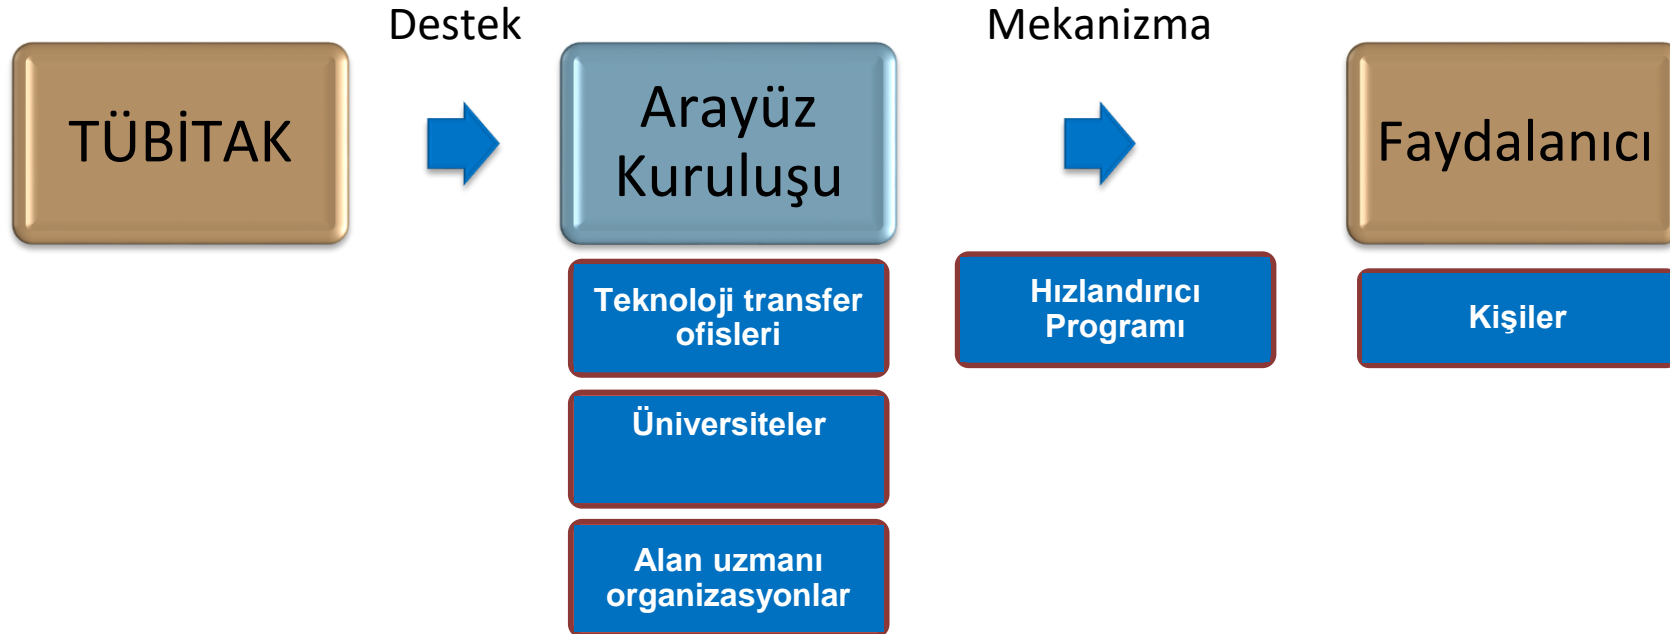 Destek
Mekanizma
TÜBİTAK
Arayüz
Kuruluşu
Faydalanıcı
Teknoloji transfer
ofisleri
Hızlandırıcı
Programı
Kişiler
Üniversiteler
Alan uzmanı
organizasyonlar